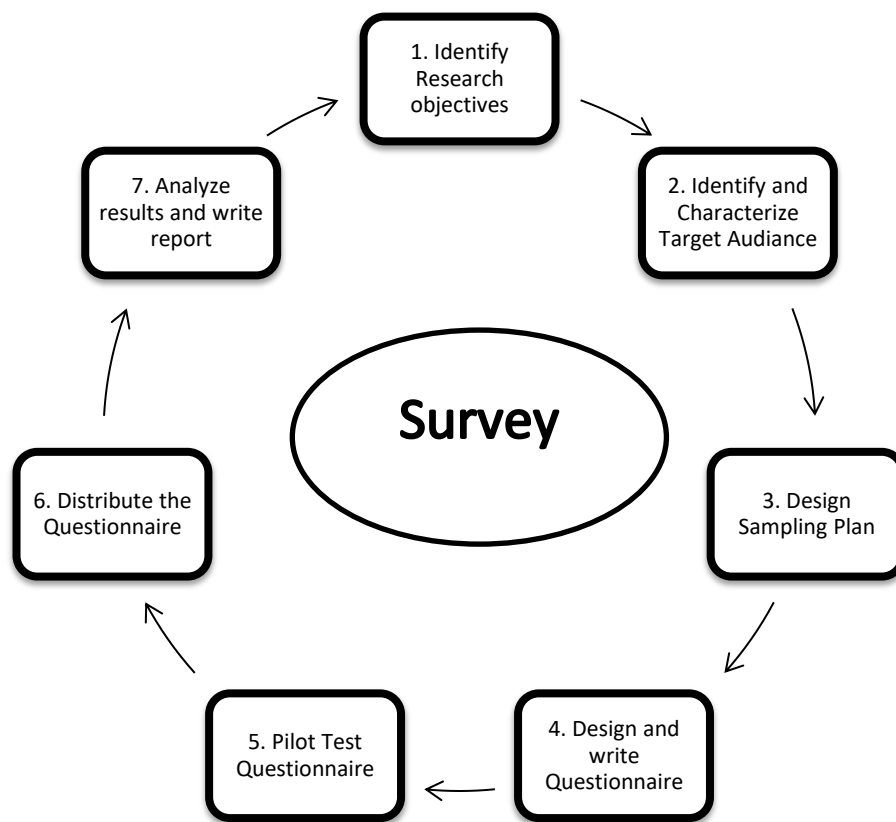 1. Identify
Research
objectives
2. Identify and
Characterize
Target Audiance
3. Design
Sampling Plan
4. Design and
write
Questionnaire
5. Pilot Test
Questionnaire
6. Distribute the
Questionnaire
7. Analyze
results and write
report
Survey